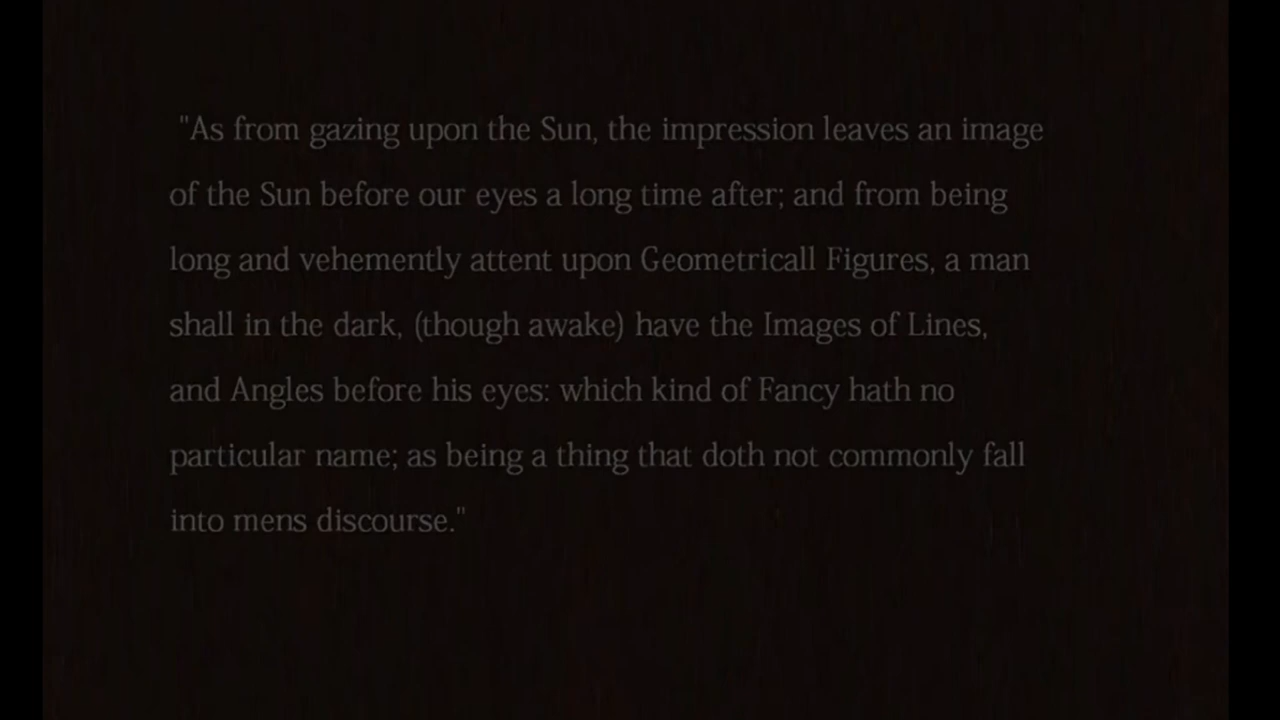 "As from gazing upon the Sun, the impression leaves an image
of the Sun before our eyes a long time after; and from being
long and vehemently attent upon Geometricall Figures, a man
shall in the dark, (though awake) have the Images of Lines,
and Angles before his eyes: which kind of Fancy hath no
particular name; as being a thing that doth not commonly fall
into mens discourse."